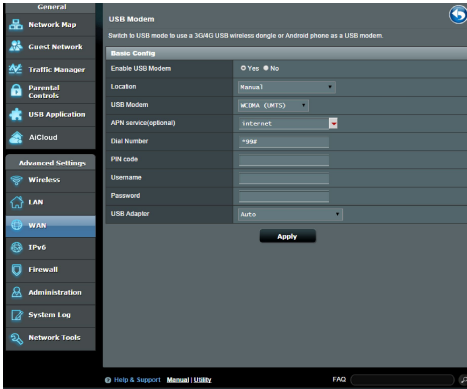 General
Network Map
Guest Network
Traffic Manager
Parental
Controls
USB Application
AiCloud
Advanced Settings
Wireless
LAN
WAN
IPv6
Firewall
Administration
System Log
Network Tools
USB Modem
Switch to USB mode to use a 3G/4G USB wireless dongle or Android phone as a USB modem.
Basic Config
Enable USB Modem Yes No
Location Manual
USB Modem WCDMA (UMTS)
APN service(optional) internet
Dial Number *99#
PIN code
Username
Password
USB Adapter Auto
Apply
Help & Support Manual | Utility FAQ